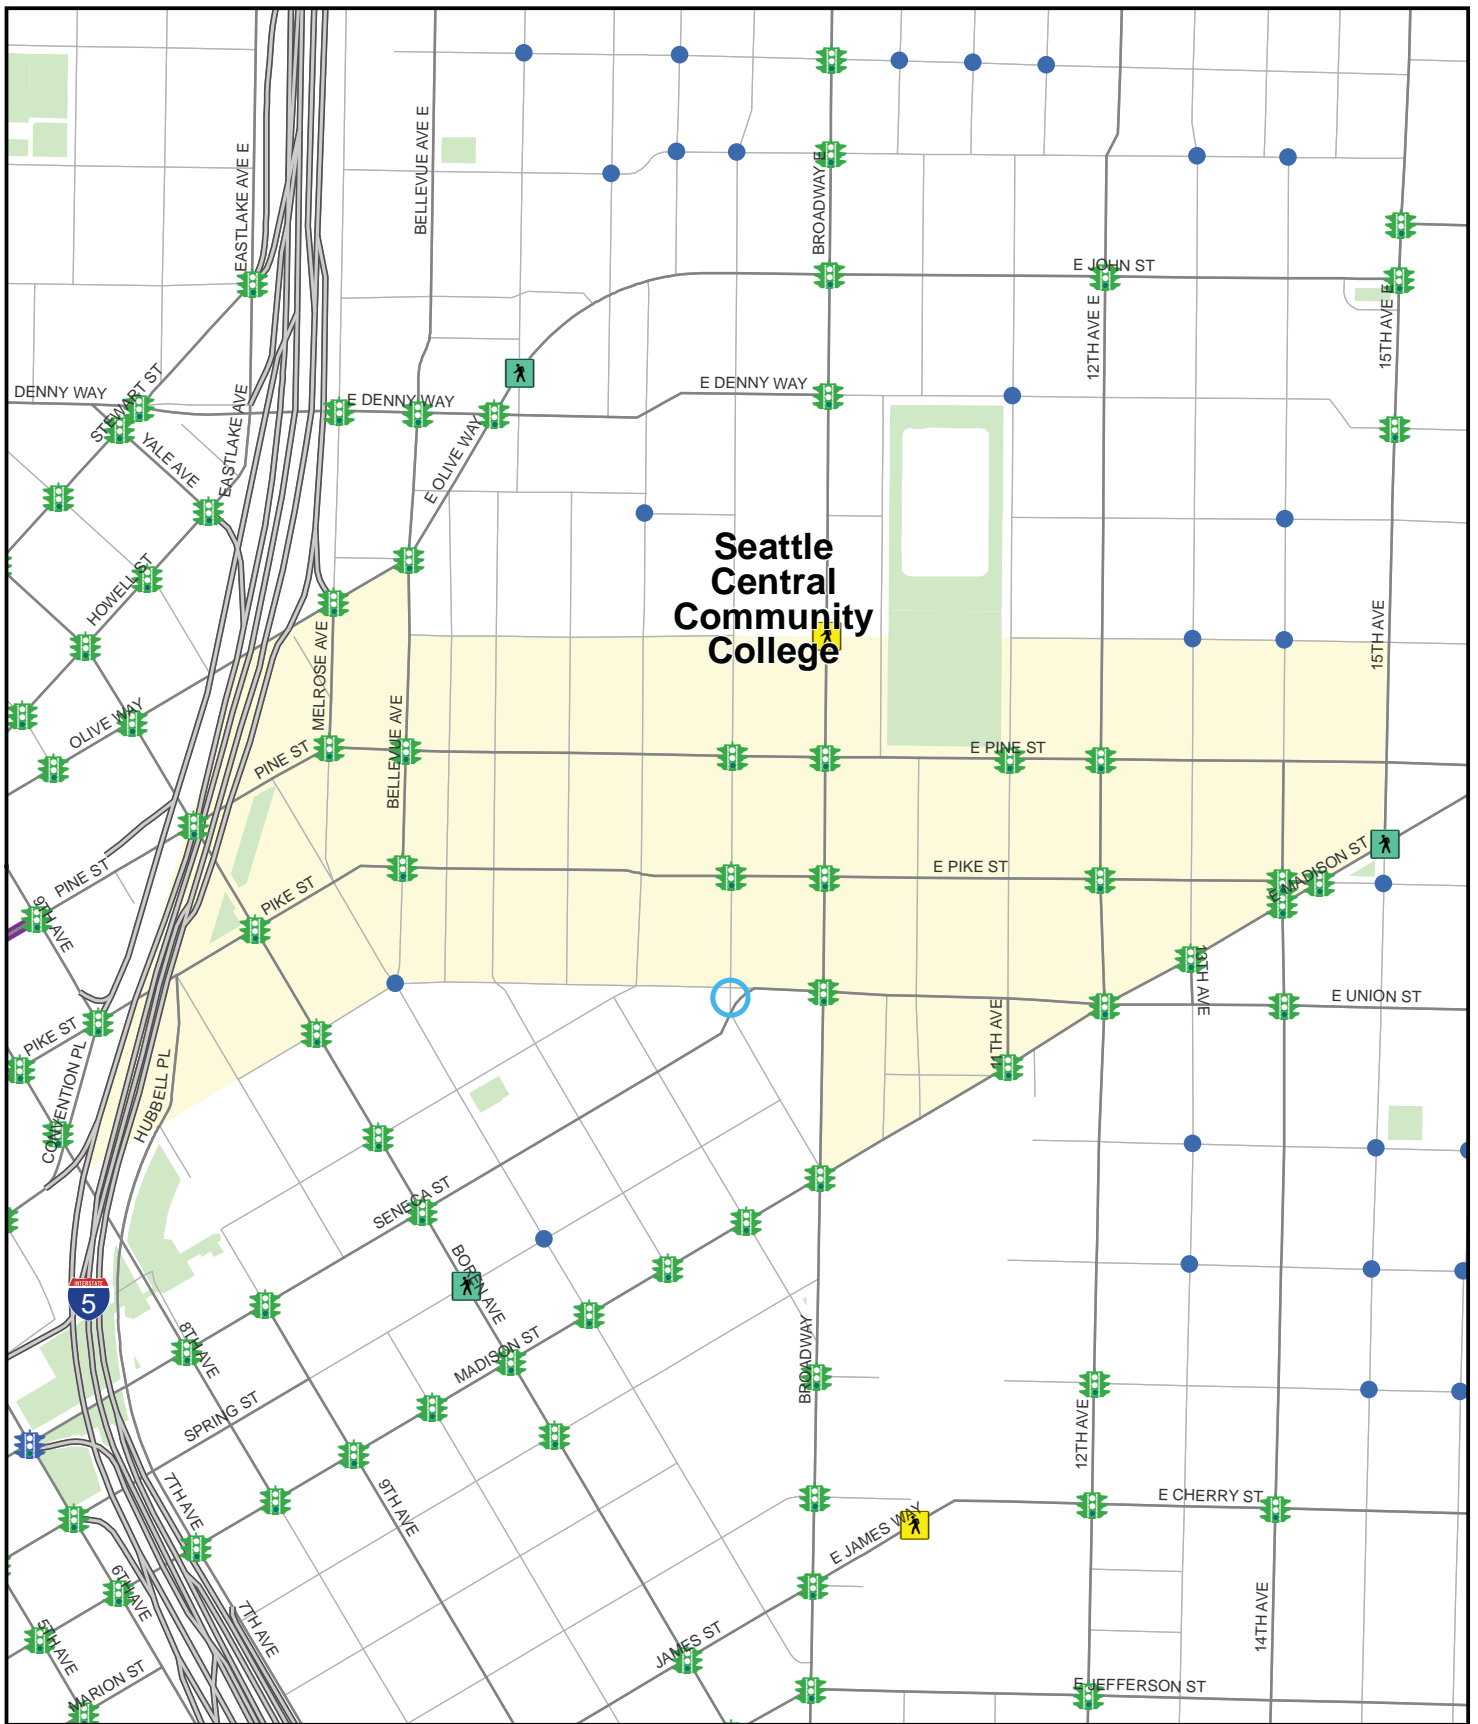 EASTLAKE AVE E
BELLEVUE AVE E
BROADWAY E
E JOHN ST
12TH AVE E
15TH AVE E
DENNY WAY
STEWART ST
E DENNY WAY
E DENNY WAY
YALE AVE
EASTLAKE AVE
E OLIVE WAY
HOWELL ST
Seattle
Central
Community
College
MELROSE AVE
15TH AVE
OLIVE WAY
PINE ST
BELLEVUE AVE
E PINE ST
PINE ST
9TH AVE
PIKE ST
E PIKE ST
E MADISON ST
13TH AVE
E UNION ST
11TH AVE
PIKE ST
CONVENTION PL
HUBBELL PL
SENECA ST
BOREN AVE
INTERSTATE
5
8TH AVE
MADISON ST
BROADWAY
SPRING ST
12TH AVE
7TH AVE
9TH AVE
E CHERRY ST
E JAMES WAY
6TH AVE
7TH AVE
14TH AVE
5TH AVE
JAMES ST
MARION ST
E JEFFERSON ST